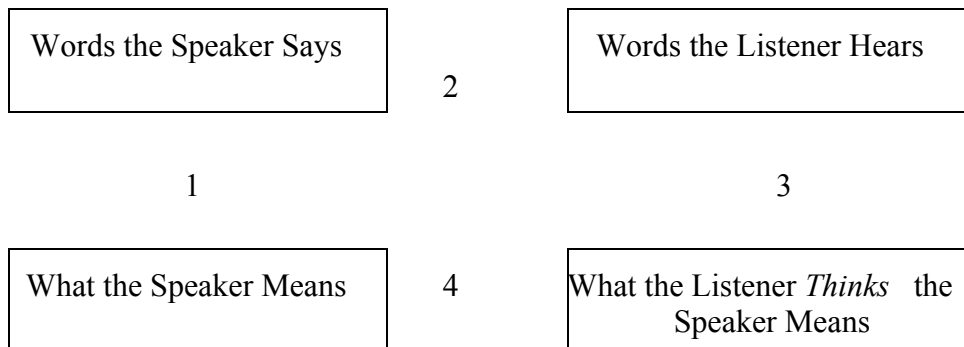 Words the Speaker Says
Words the Listener Hears
2
1
3
What the Speaker Means
4
What the Listener Thinks the
Speaker Means